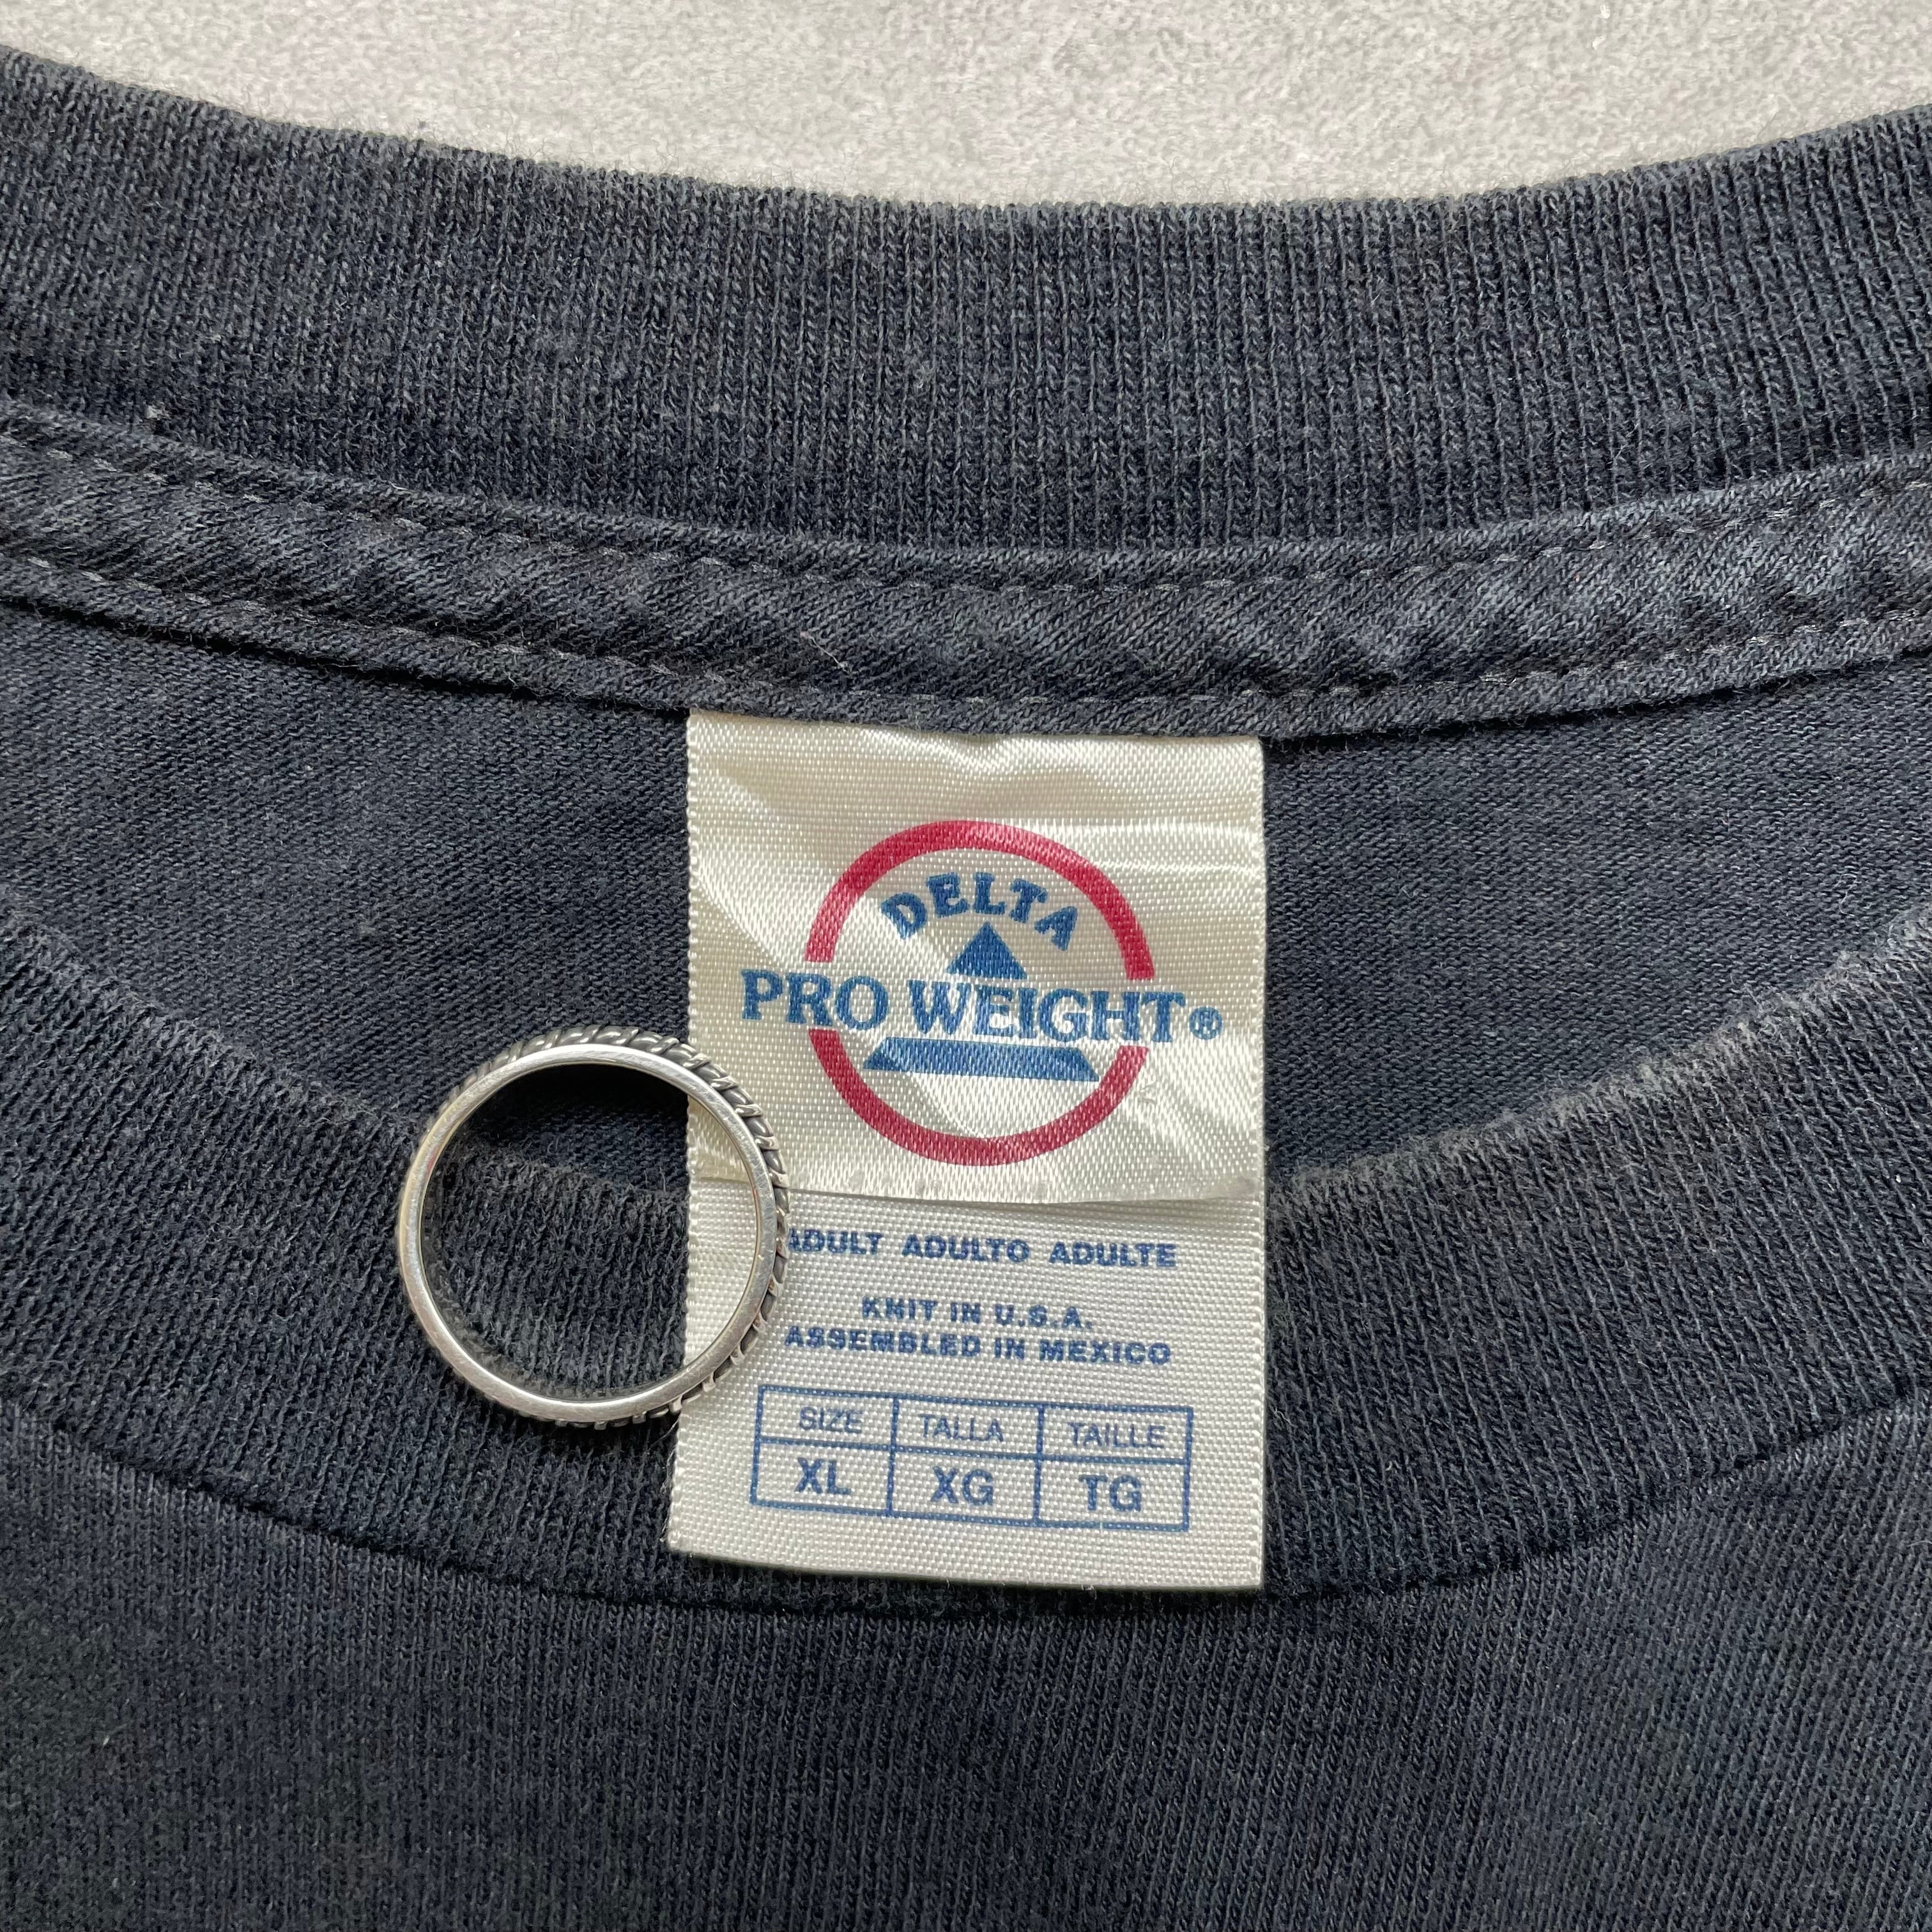 DELTA
PRO WEIGHT®
ADULT ADULTO ADULTE
KNIT IN U.S.A.
ASSEMBLED IN MEXICO
SIZE TALLA TAILLE
XL XG TG